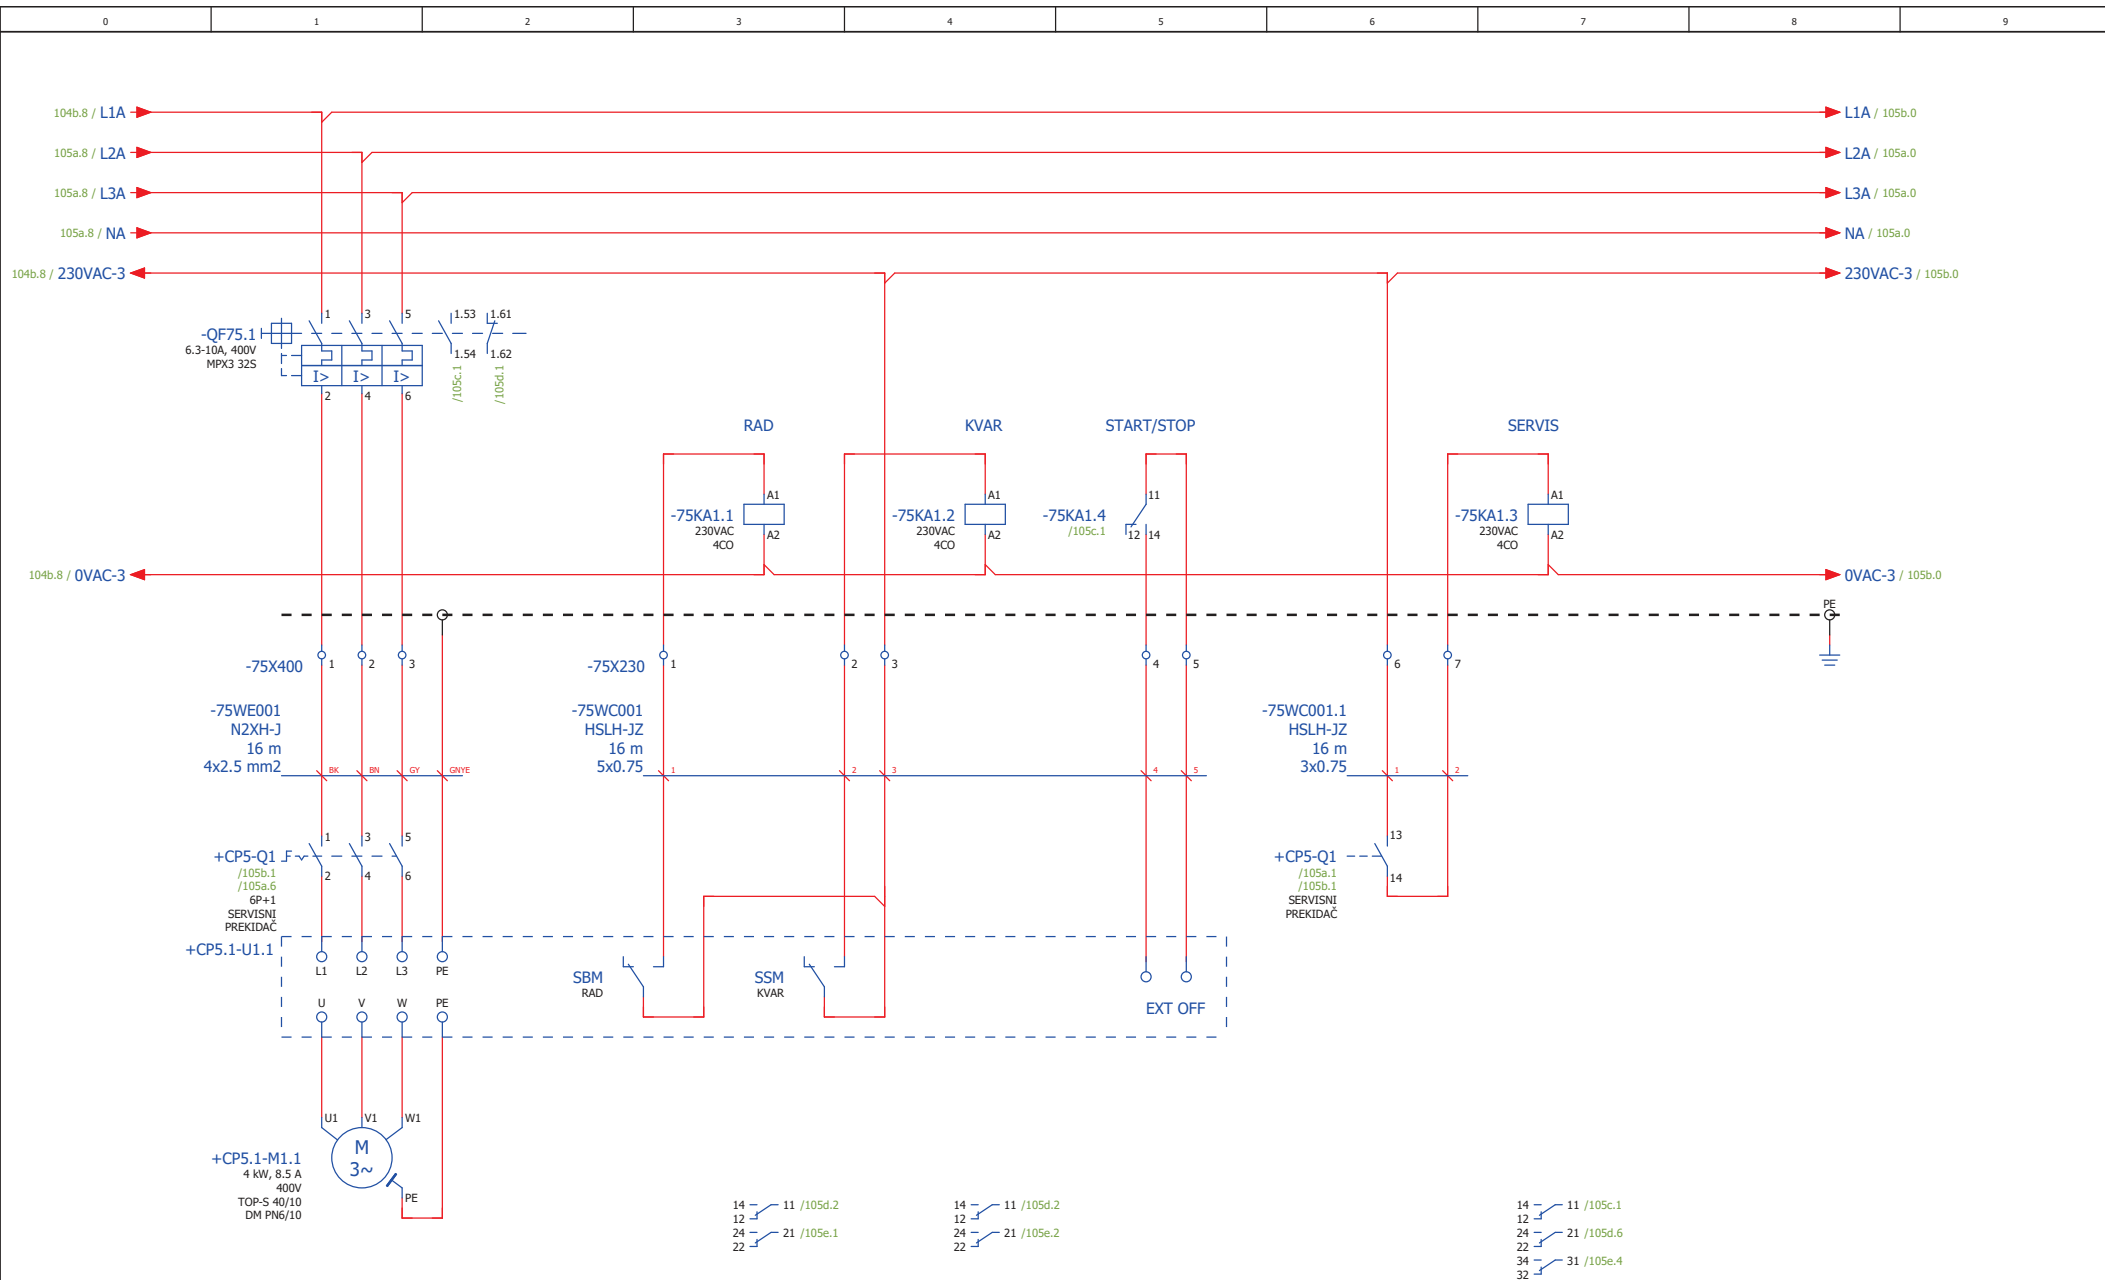 0 1 2 3 4 5 6 7 8 9
104b.8 / L1A L1A / 105b.0
105a.8 / L2A L2A / 105a.0
105a.8 / L3A L3A / 105a.0
105a.8 / NA NA / 105a.0
104b.8 / 230VAC-3 230VAC-3 / 105b.0
1 3 5 1.53 1.61
-QF75.1
6.3-10A, 400V
MPX3 32S
1.54 1.62
I> I> I>
2 4 6
/105c.1 /105d.1
RAD KVAR START/STOP SERVIS
A1 A1 11 A1
-75KA1.1 -75KA1.2 -75KA1.4 -75KA1.3
230VAC 230VAC /105c.1 230VAC
A2 A2 12 14 A2
4CO 4CO 4CO
104b.8 / 0VAC-3 0VAC-3 / 105b.0
PE
-75X400 1 2 3 -75X230 1 2 3 4 5 6 7
-75WE001 -75WC001 -75WC001.1
N2XH-J HSLH-JZ HSLH-JZ
16 m 16 m 16 m
4x2.5 mm2 5x0.75 3x0.75
BK BN GY GNYE 1 2 3 4 5 1 2
1 3 5 13
+CP5-Q1 +CP5-Q1
/105b.1 /105a.1
/105a.6 /105b.1
2 4 6 14
6P+1 SERVISNI
SERVISNI PREKIDAČ
PREKIDAČ
+CP5.1-U1.1
L1 L2 L3 PE
SBM SSM
RAD KVAR
U V W PE
EXT OFF
U1 V1 W1
M
3~
+CP5.1-M1.1
4 kW, 8.5 A
400V
TOP-S 40/10
DM PN6/10
PE
14 11 /105d.2 14 11 /105d.2 14 11 /105c.1
12 12 12
24 21 /105e.1 24 21 /105e.2 24 21 /105d.6
22 22 22
34 31 /105e.4
32